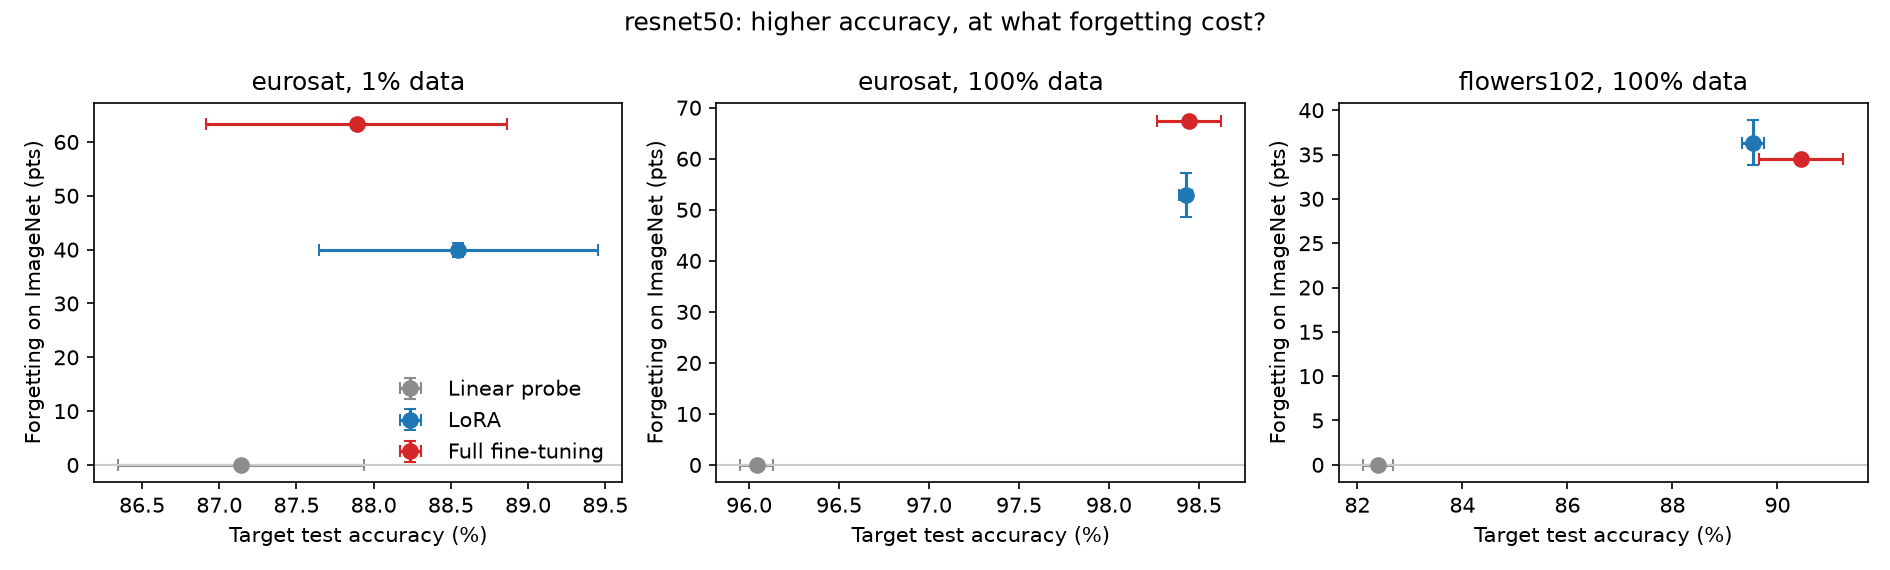 resnet50: higher accuracy, at what forgetting cost?
eurosat, 1% data
Forgetting on ImageNet (pts)
60
50
40
30
20
10
0
Linear probe
LoRA
Full fine-tuning
86.5 87.0 87.5 88.0 88.5 89.0 89.5
Target test accuracy (%)
eurosat, 100% data
Forgetting on ImageNet (pts)
70
60
50
40
30
20
10
0
96.0 96.5 97.0 97.5 98.0 98.5
Target test accuracy (%)
flowers102, 100% data
Forgetting on ImageNet (pts)
40
35
30
25
20
15
10
5
0
82 84 86 88 90
Target test accuracy (%)